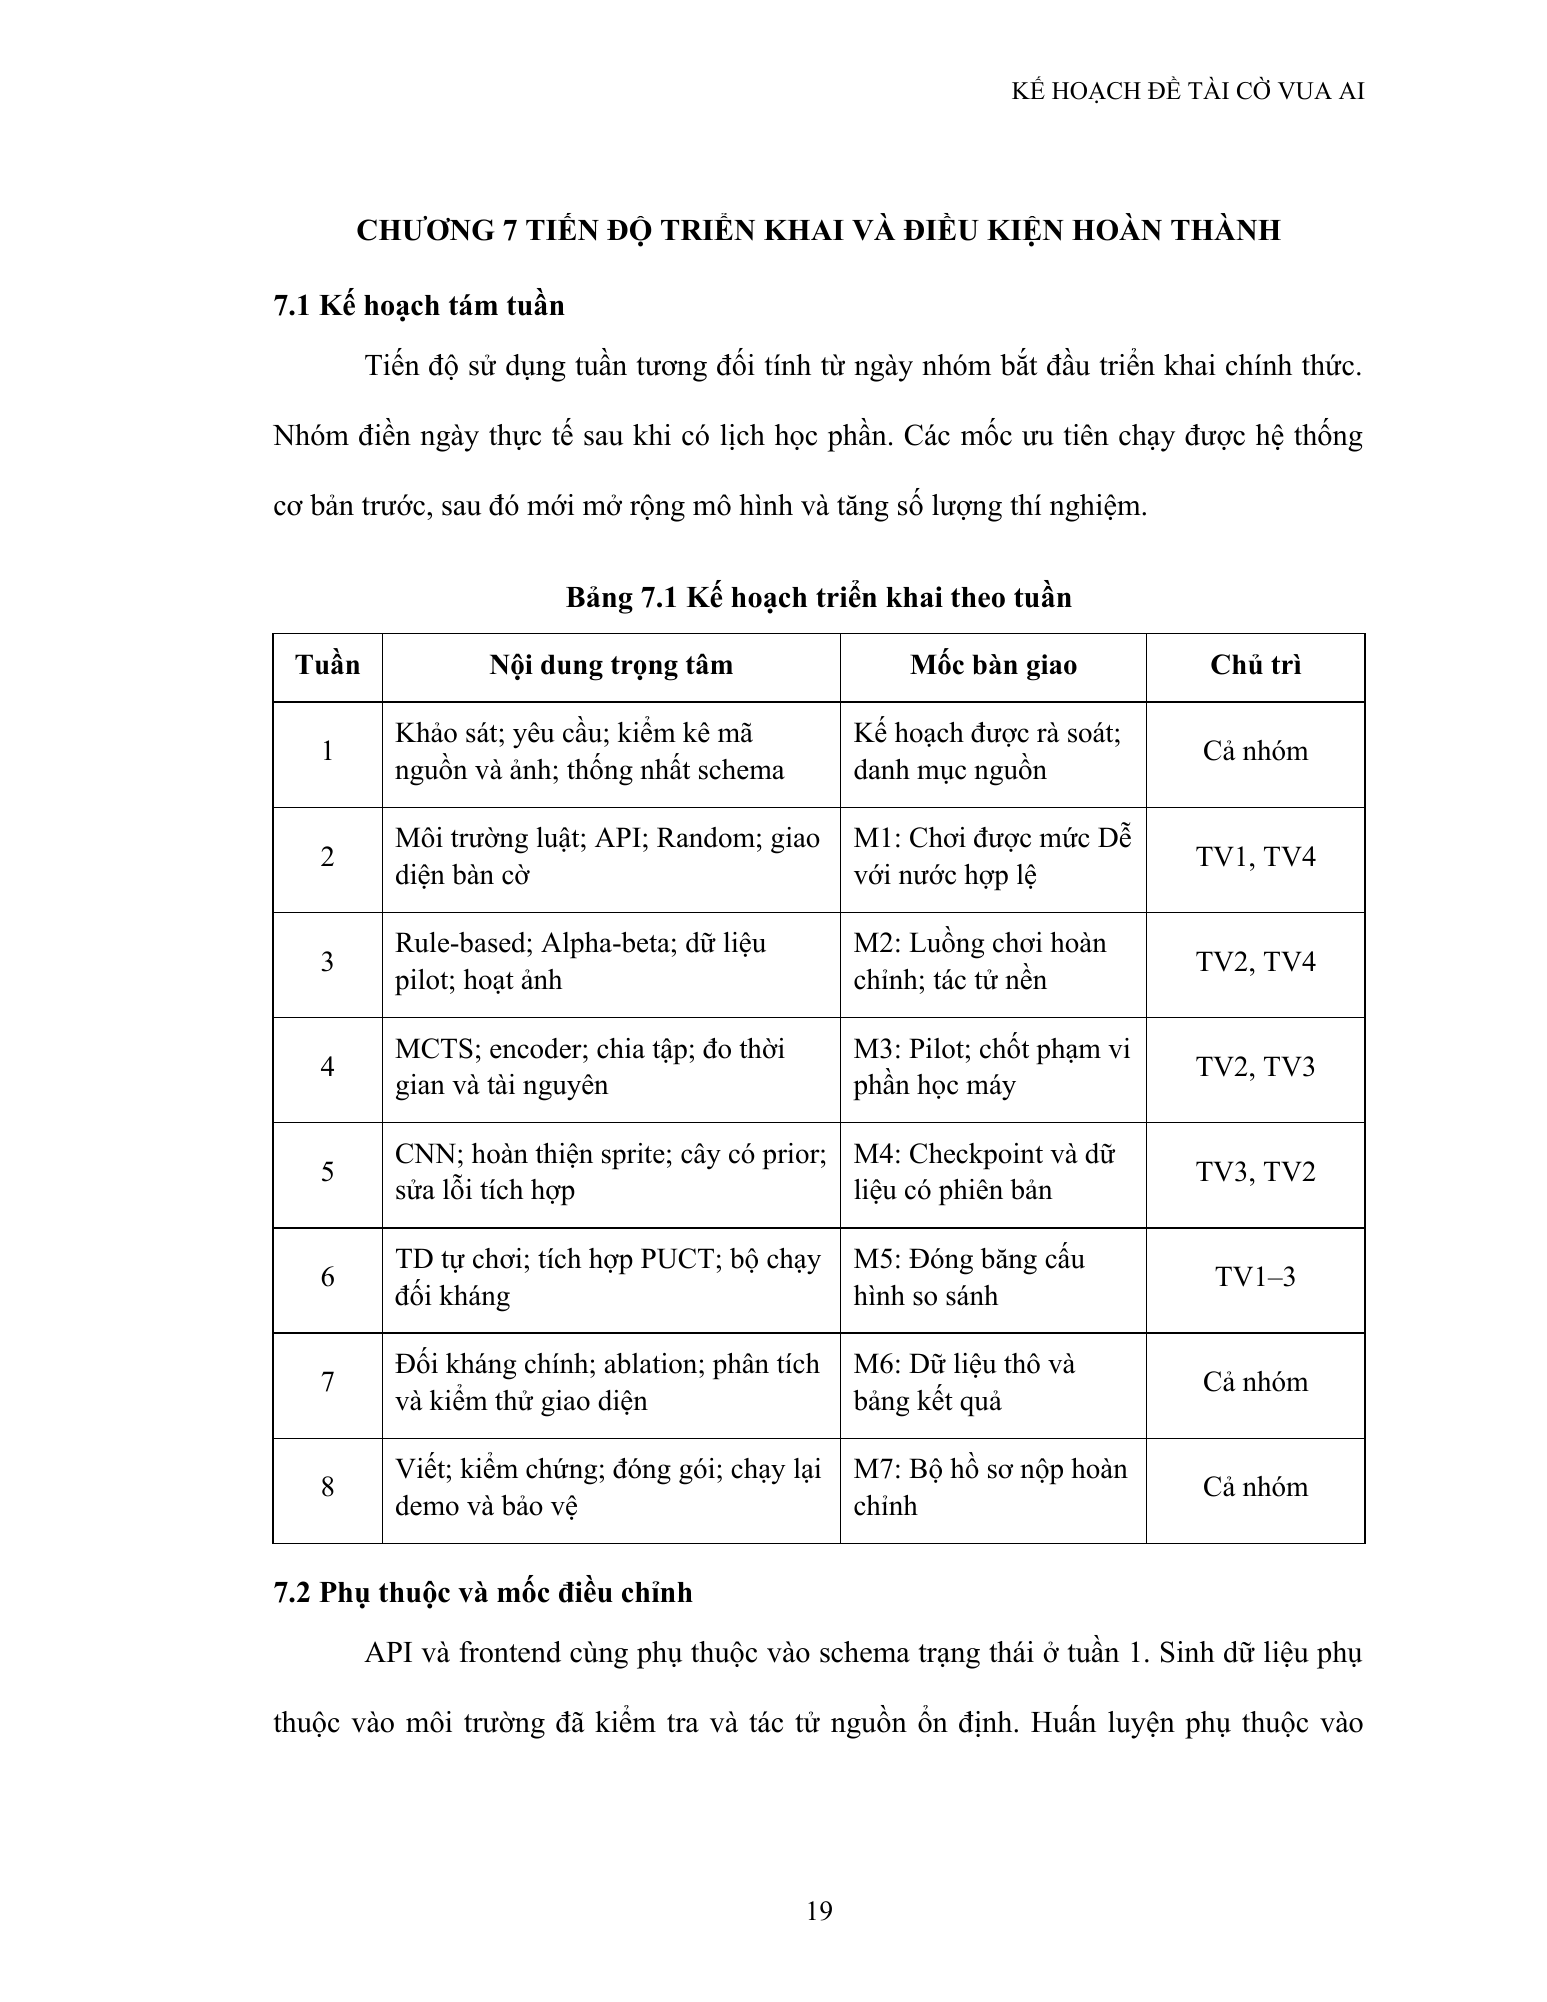 KẾ HOẠCH ĐỀ TÀI CỜ VUA AI
CHƯƠNG 7 TIẾN ĐỘ TRIỂN KHAI VÀ ĐIỀU KIỆN HOÀN THÀNH
7.1 Kế hoạch tám tuần
Tiến độ sử dụng tuần tương đối tính từ ngày nhóm bắt đầu triển khai chính thức.
Nhóm điền ngày thực tế sau khi có lịch học phần. Các mốc ưu tiên chạy được hệ thống
cơ bản trước, sau đó mới mở rộng mô hình và tăng số lượng thí nghiệm.
Bảng 7.1 Kế hoạch triển khai theo tuần
Tuần Nội dung trọng tâm Mốc bàn giao Chủ trì
1
Khảo sát; yêu cầu; kiểm kê mã
nguồn và ảnh; thống nhất schema
Kế hoạch được rà soát;
danh mục nguồn
Cả nhóm
2
Môi trường luật; API; Random; giao
diện bàn cờ
M1: Chơi được mức Dễ
với nước hợp lệ
TV1, TV4
3
Rule-based; Alpha-beta; dữ liệu
pilot; hoạt ảnh
M2: Luồng chơi hoàn
chỉnh; tác tử nền
TV2, TV4
4
MCTS; encoder; chia tập; đo thời
gian và tài nguyên
M3: Pilot; chốt phạm vi
phần học máy
TV2, TV3
5
CNN; hoàn thiện sprite; cây có prior;
sửa lỗi tích hợp
M4: Checkpoint và dữ
liệu có phiên bản
TV3, TV2
6
TD tự chơi; tích hợp PUCT; bộ chạy
đối kháng
M5: Đóng băng cấu
hình so sánh
TV1–3
7
Đối kháng chính; ablation; phân tích
và kiểm thử giao diện
M6: Dữ liệu thô và
bảng kết quả
Cả nhóm
8
Viết; kiểm chứng; đóng gói; chạy lại
demo và bảo vệ
M7: Bộ hồ sơ nộp hoàn
chỉnh
Cả nhóm
7.2 Phụ thuộc và mốc điều chỉnh
API và frontend cùng phụ thuộc vào schema trạng thái ở tuần 1. Sinh dữ liệu phụ
thuộc vào môi trường đã kiểm tra và tác tử nguồn ổn định. Huấn luyện phụ thuộc vào
19